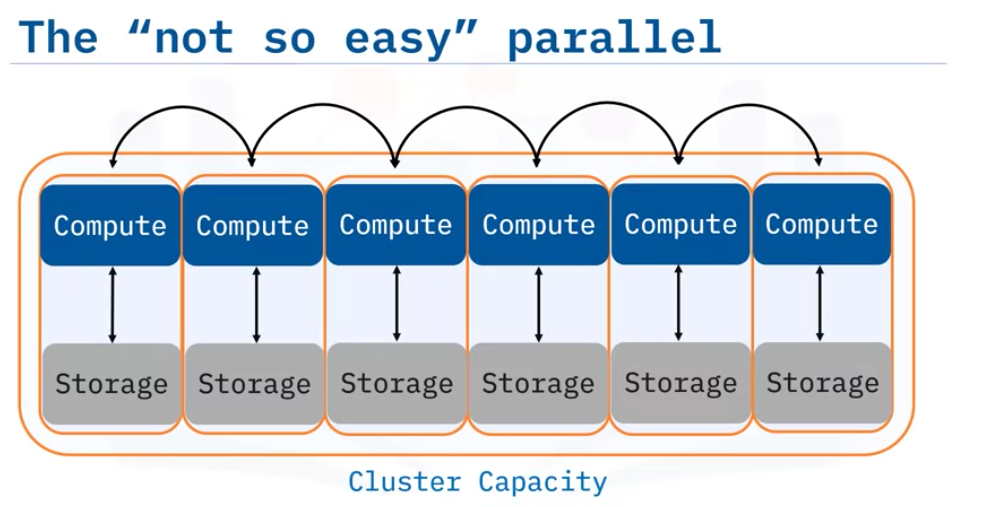 The “not so easy” parallel
Compute Compute Compute Compute Compute Compute
Storage Storage Storage Storage Storage Storage
Cluster Capacity